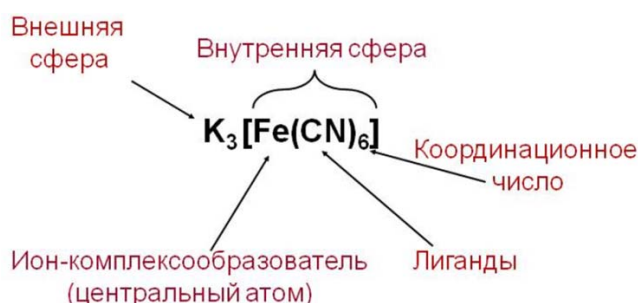 Внешняя
сфера
Внутренняя сфера
K₃[Fe(CN)₆]
Координационное
число
Ион-комплексообразователь
(центральный атом)
Лиганды